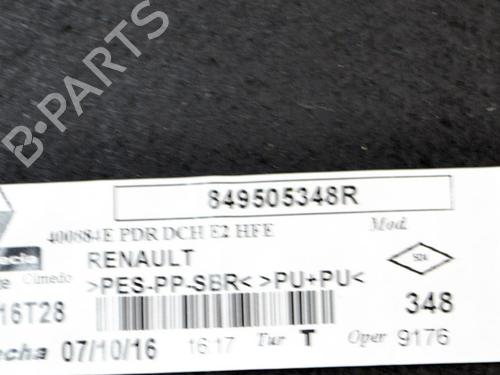 B-PARTS
849505348R
400884E PDR DCH E2 HFE Mod.
RENAULT
Olmedo >PES-PP-SBR< >PU+PU<
16T28 348
echa 07/10/16 16:17 Tur T Oper 9176